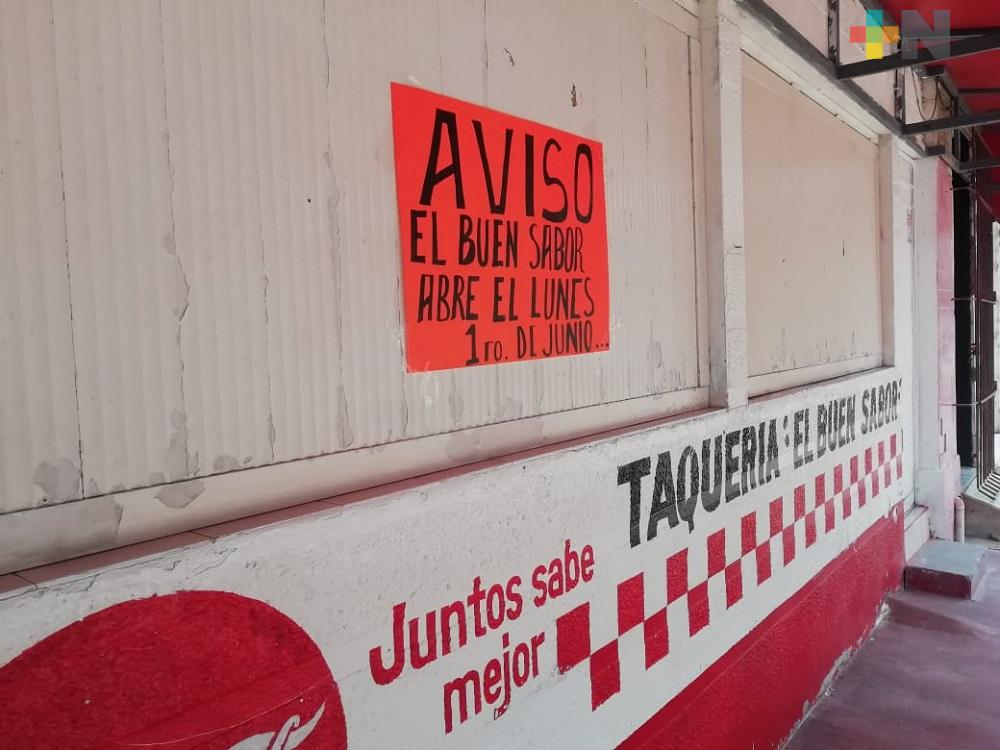 +N
AVISO
EL BUEN SABOR
ABRE EL LUNES
1ro. DE JUNIO...
TAQUERIA: EL BUEN SABOR:
Juntos sabe
mejor